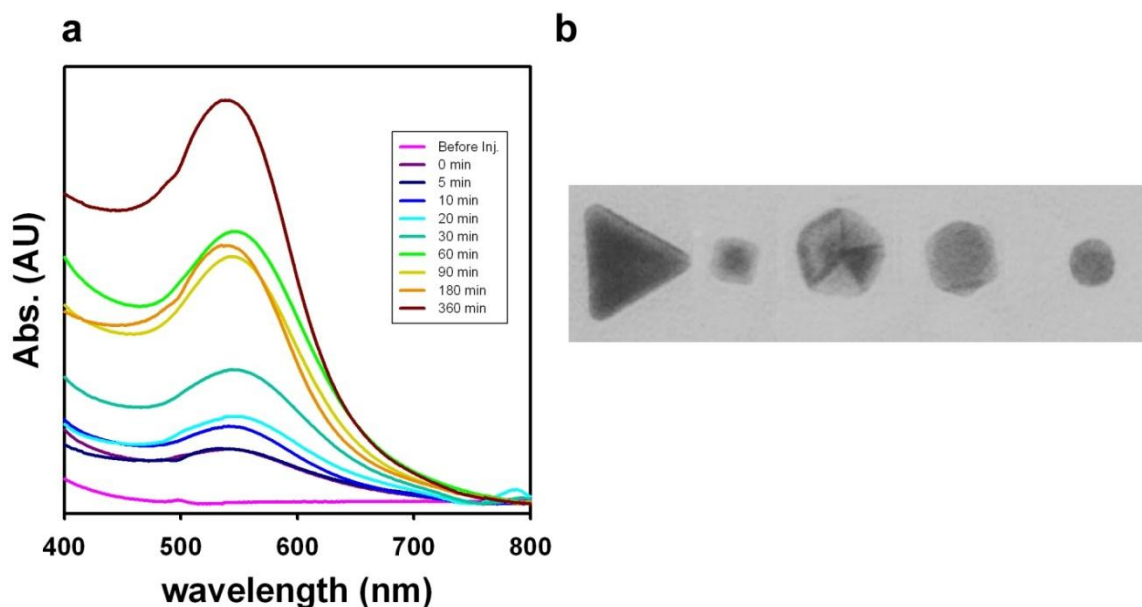 a
b
Abs. (AU)
Before Inj.
0 min
5 min
10 min
20 min
30 min
60 min
90 min
180 min
360 min
400 500 600 700 800
wavelength (nm)